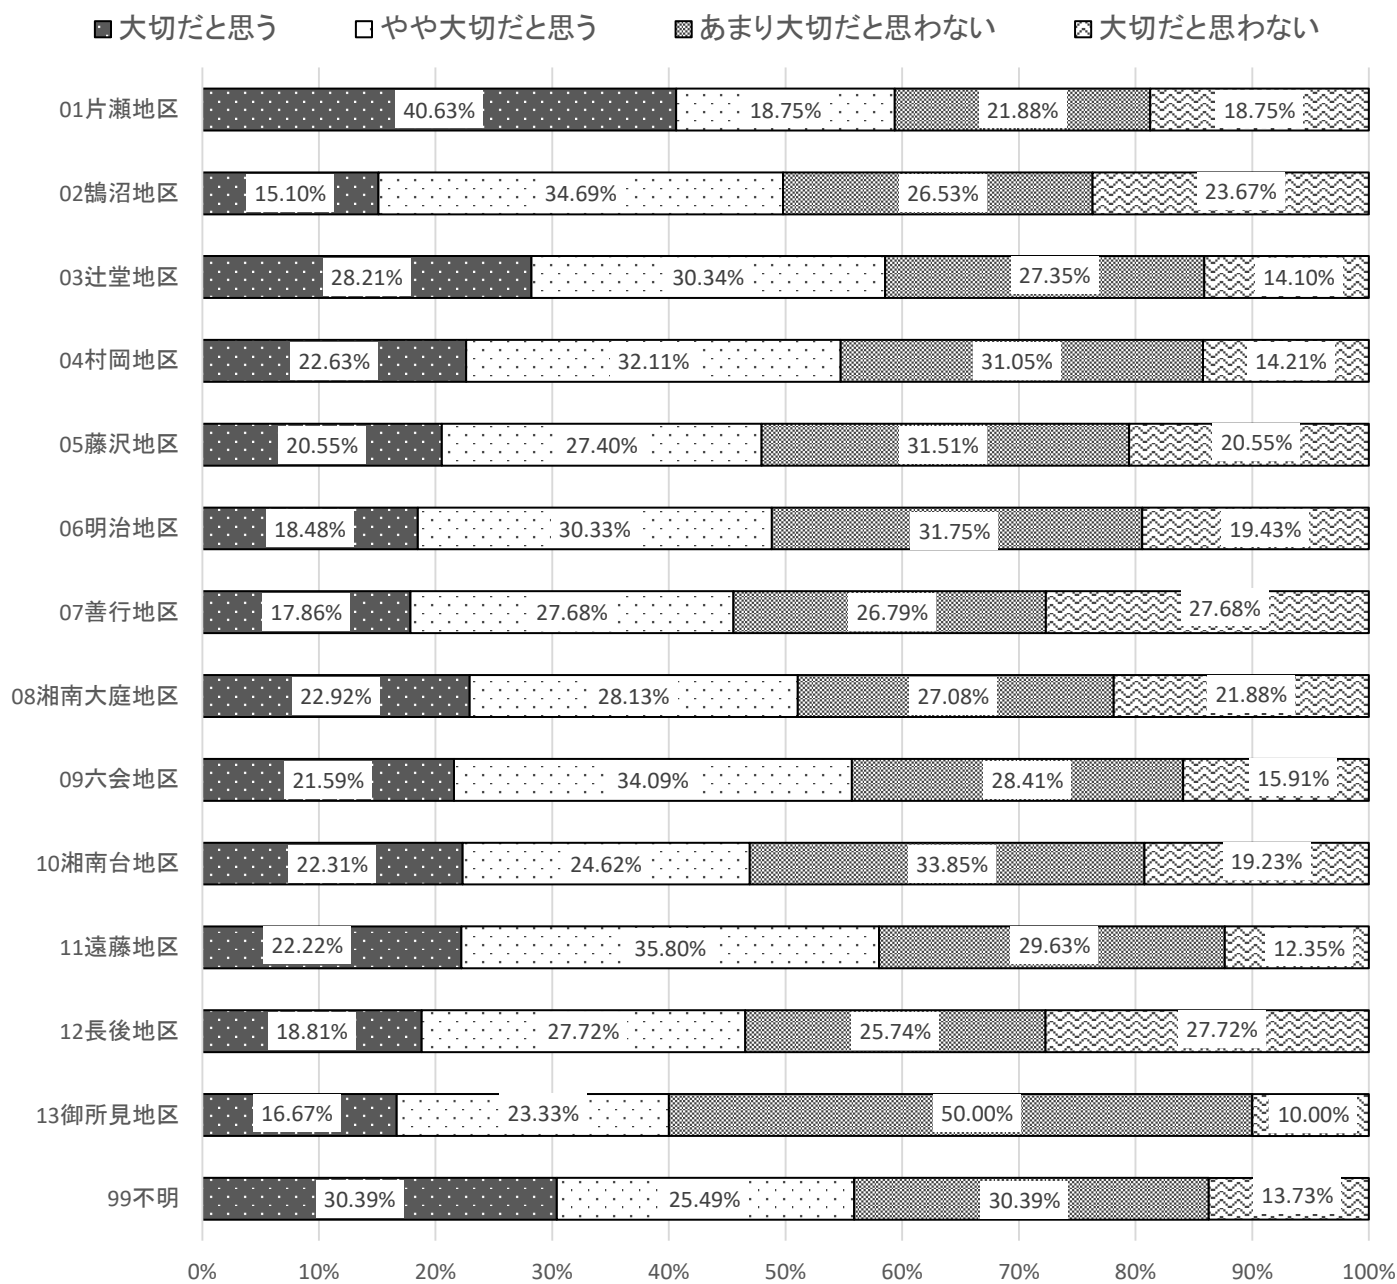 大切だと思う やや大切だと思う あまり大切だと思わない 大切だと思わない
01片瀬地区 40.63% 18.75% 21.88% 18.75%
02鵠沼地区 15.10% 34.69% 26.53% 23.67%
03辻堂地区 28.21% 30.34% 27.35% 14.10%
04村岡地区 22.63% 32.11% 31.05% 14.21%
05藤沢地区 20.55% 27.40% 31.51% 20.55%
06明治地区 18.48% 30.33% 31.75% 19.43%
07善行地区 17.86% 27.68% 26.79% 27.68%
08湘南大庭地区 22.92% 28.13% 27.08% 21.88%
09六会地区 21.59% 34.09% 28.41% 15.91%
10湘南台地区 22.31% 24.62% 33.85% 19.23%
11遠藤地区 22.22% 35.80% 29.63% 12.35%
12長後地区 18.81% 27.72% 25.74% 27.72%
13御所見地区 16.67% 23.33% 50.00% 10.00%
99不明 30.39% 25.49% 30.39% 13.73%
0% 10% 20% 30% 40% 50% 60% 70% 80% 90% 100%